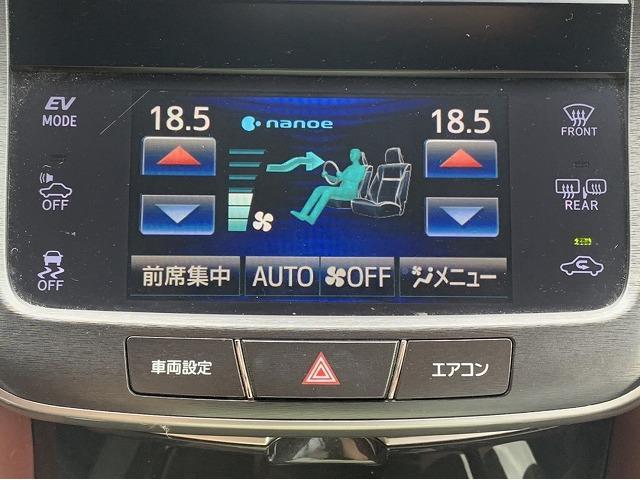 EV
MODE
18.5
nanoe
18.5
FRONT
OFF
REAR
OFF
前席集中
AUTO
OFF
メニュー
車両設定
エアコン